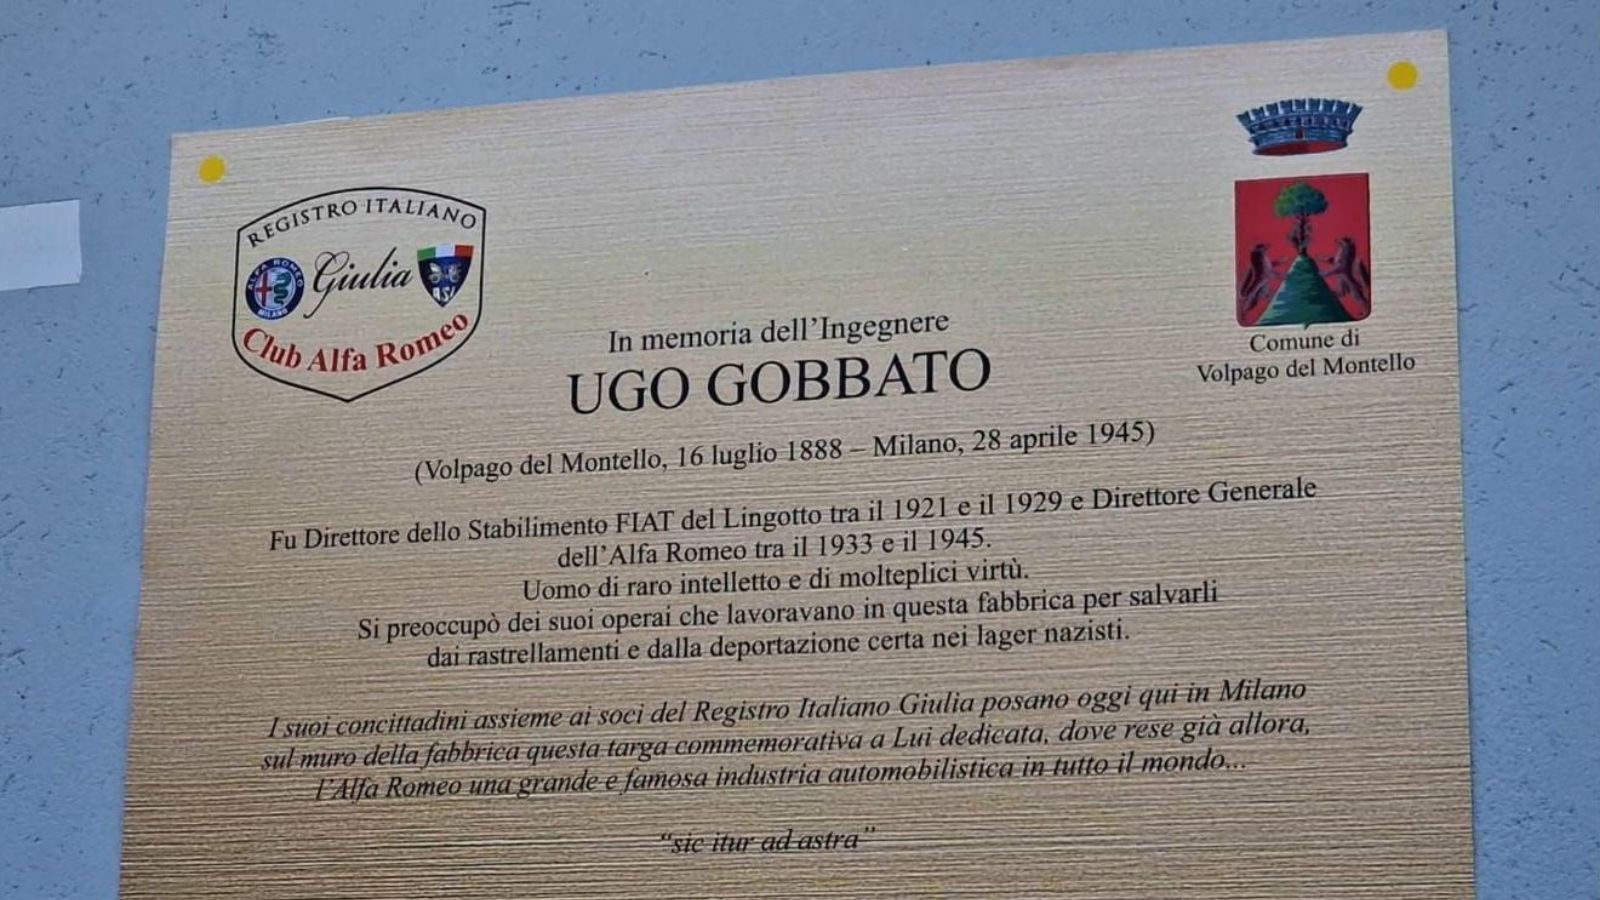 REGISTRO ITALIANO
ALFA ROMEO
MILANO
Giulia
ASI
Club Alfa Romeo
Comune di
Volpago del Montello
In memoria dell’Ingegnere
UGO GOBBATO
(Volpago del Montello, 16 luglio 1888 – Milano, 28 aprile 1945)
Fu Direttore dello Stabilimento FIAT del Lingotto tra il 1921 e il 1929 e Direttore Generale
dell’Alfa Romeo tra il 1933 e il 1945.
Uomo di raro intelletto e di molteplici virtù.
Si preoccupò dei suoi operai che lavoravano in questa fabbrica per salvarli
dai rastrellamenti e dalla deportazione certa nei lager nazisti.
I suoi concittadini assieme ai soci del Registro Italiano Giulia posano oggi qui in Milano
sul muro della fabbrica questa targa commemorativa a Lui dedicata, dove rese già allora,
l’Alfa Romeo una grande e famosa industria automobilistica in tutto il mondo...
“sic itur ad astra”